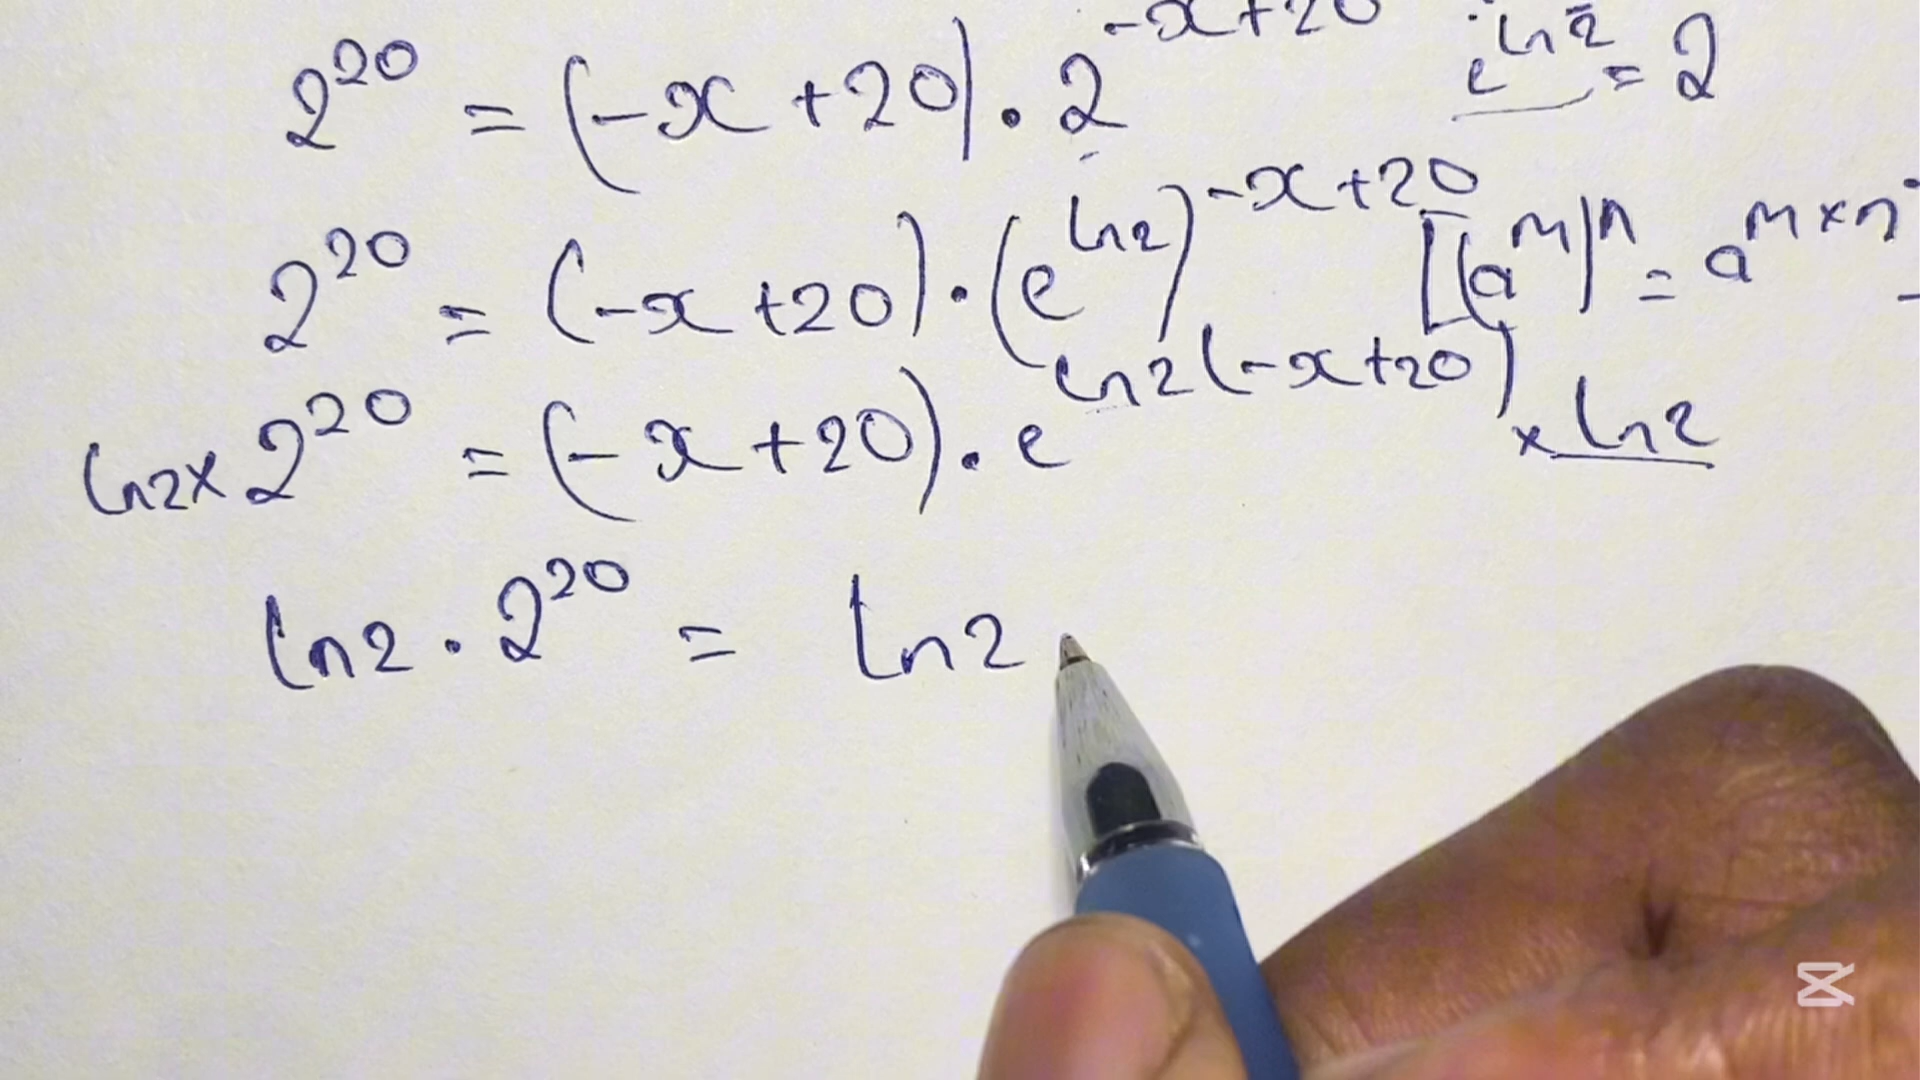 2^20 = (-x+20) · 2^-x+20 e^ln2 = 2
2^20 = (-x+20) · (e^ln2)^-x+20 [(a^m)^n = a^m×n
ln2× 2^20 = (-x+20) · e^ln2(-x+20) × ln2
ln2 · 2^20 = ln2